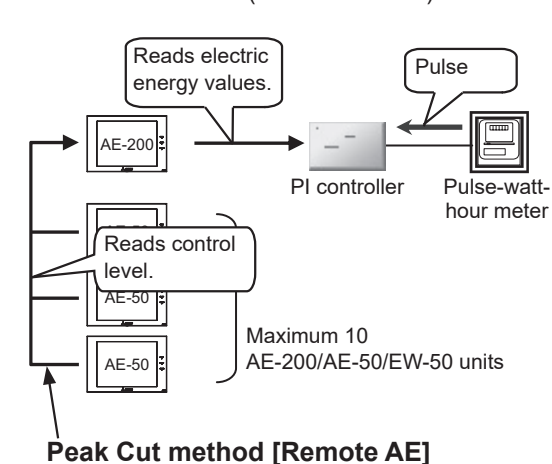 Reads electric
energy values.
Pulse
AE-200
PI controller
Pulse-watt-
hour meter
Reads control
level.
AE-50
AE-50
Maximum 10
AE-200/AE-50/EW-50 units
Peak Cut method [Remote AE]